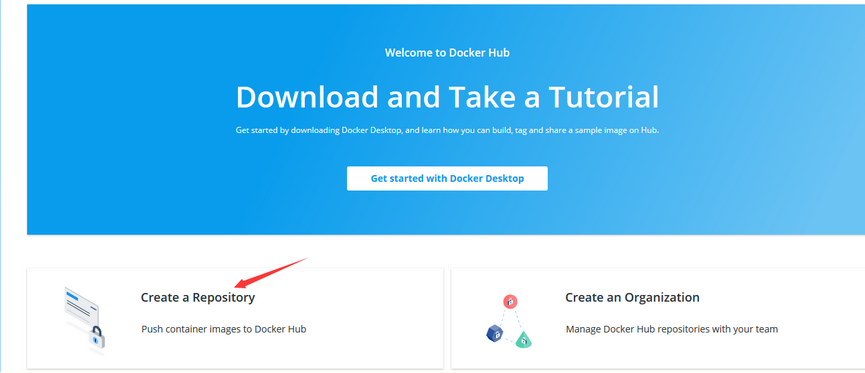 Welcome to Docker Hub
Download and Take a Tutorial
Get started by downloading Docker Desktop, and learn how you can build, tag and share a sample image on Hub.
Get started with Docker Desktop
Create a Repository
Push container images to Docker Hub
Create an Organization
Manage Docker Hub repositories with your team